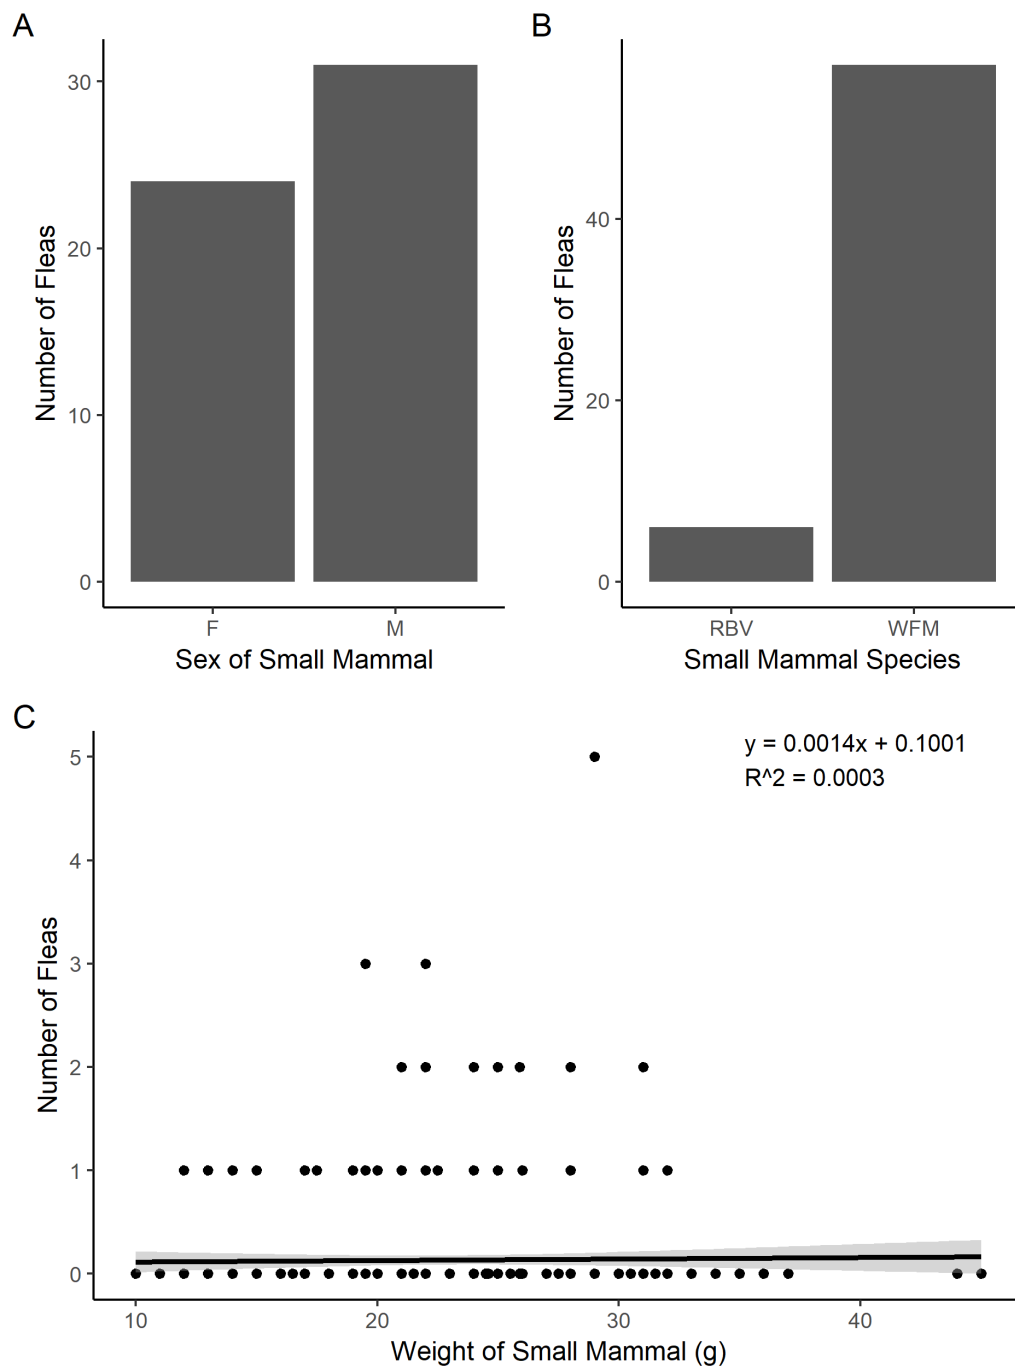 A
Number of Fleas
30
20
10
0
F
M
Sex of Small Mammal
B
Number of Fleas
40
20
0
RBV
WFM
Small Mammal Species
C
y = 0.0014x + 0.1001
R^2 = 0.0003
Number of Fleas
5
4
3
2
1
0
10
20
30
40
Weight of Small Mammal (g)